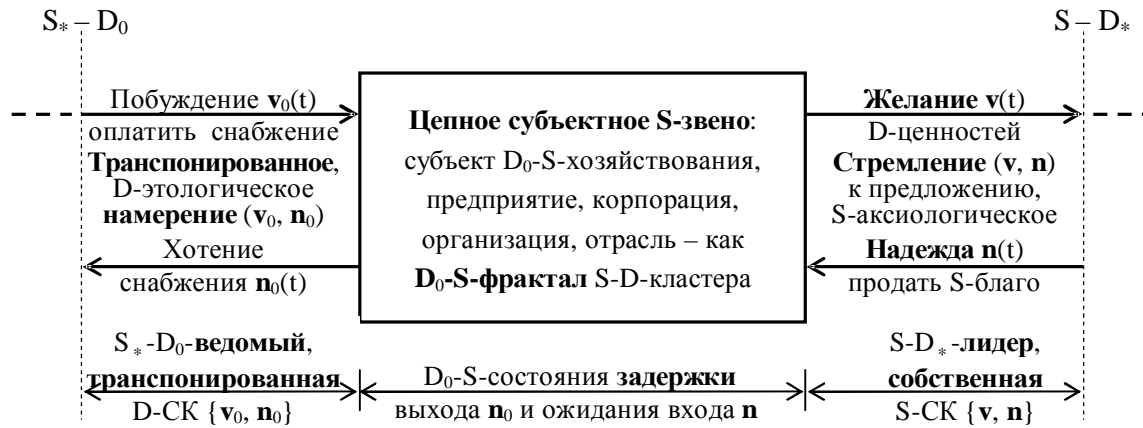 S* – D₀
S – D*
Побуждение v₀(t)
оплатить снабжение
Транспонированное,
D-этологическое
намерение (v₀, n₀)
Хотение
снабжения n₀(t)
Цепное субъектное S-звено:
субъект D₀-S-хозяйствования,
предприятие, корпорация,
организация, отрасль – как
D₀-S-фрактал S-D-кластера
Желание v(t)
D-ценностей
Стремление (v, n)
к предложению,
S-аксиологическое
Надежда n(t)
продать S-благо
S*-D₀-ведомый,
транспонированная
D-СК {v₀, n₀}
D₀-S-состояния задержки
выхода n₀ и ожидания входа n
S-D*-лидер,
собственная
S-СК {v, n}